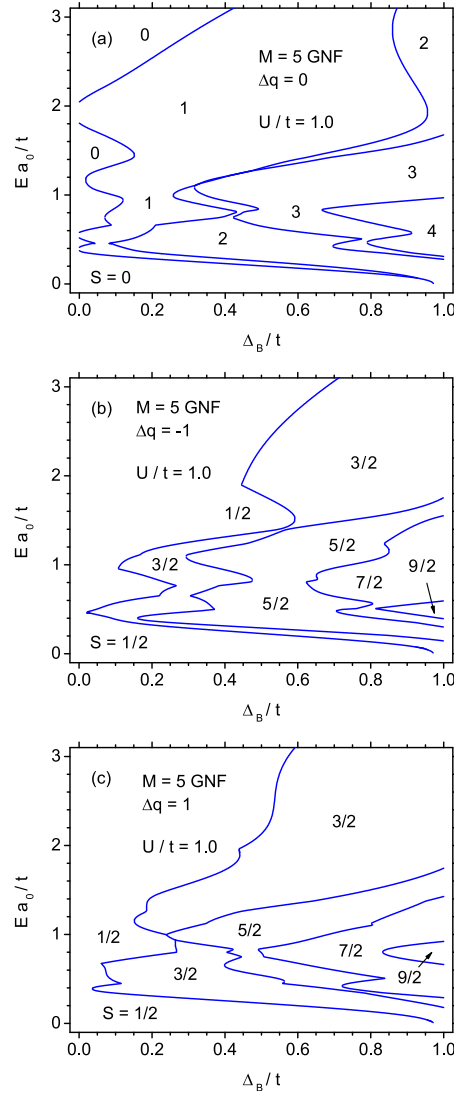 (a)
M = 5 GNF
Δq = 0
U / t = 1.0
0
2
1
0
3
1
3
4
2
S = 0
E a₀ / t
3
2
1
0
0.0 0.2 0.4 0.6 0.8 1.0
Δ_B / t
(b)
M = 5 GNF
Δq = -1
U / t = 1.0
3/2
1/2
5/2
9/2
3/2
7/2
5/2
S = 1/2
E a₀ / t
3
2
1
0
0.0 0.2 0.4 0.6 0.8 1.0
Δ_B / t
(c)
M = 5 GNF
Δq = 1
U / t = 1.0
3/2
1/2
5/2
7/2
3/2
9/2
S = 1/2
E a₀ / t
3
2
1
0
0.0 0.2 0.4 0.6 0.8 1.0
Δ_B / t